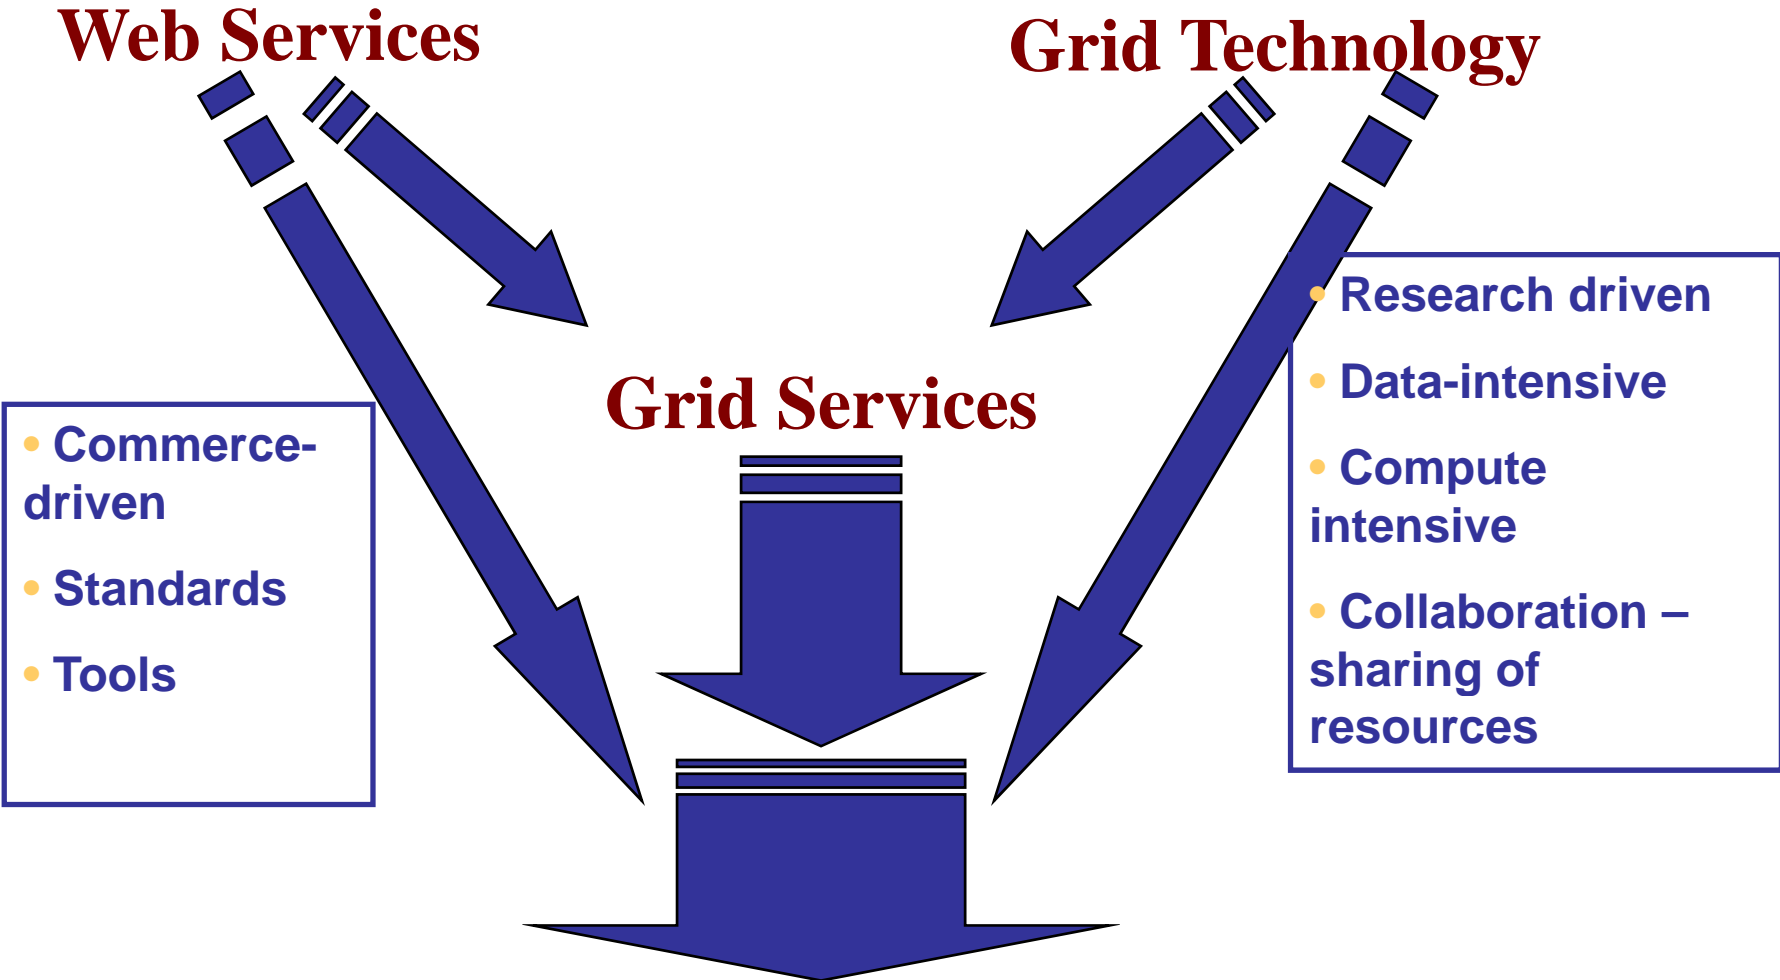 Web Services
Grid Technology
Grid Services
• Commerce-
driven
• Standards
• Tools
• Research driven
• Data-intensive
• Compute
intensive
• Collaboration –
sharing of
resources